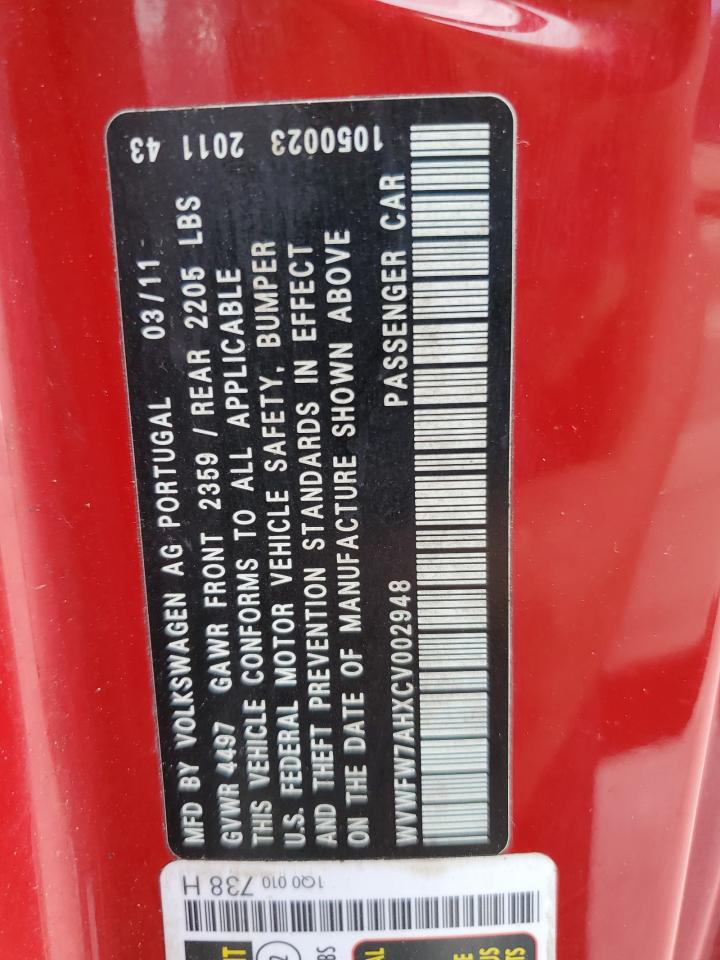 MFD BY VOLKSWAGEN AG PORTUGAL 03/11
GVWR 4497 GAWR FRONT 2359 / REAR 2205 LBS
THIS VEHICLE CONFORMS TO ALL APPLICABLE
U.S. FEDERAL MOTOR VEHICLE SAFETY, BUMPER
AND THEFT PREVENTION STANDARDS IN EFFECT
ON THE DATE OF MANUFACTURE SHOWN ABOVE
WVWFW7AHXCV002948 PASSENGER CAR
43 2011 1050023
1Q0 010 738 H